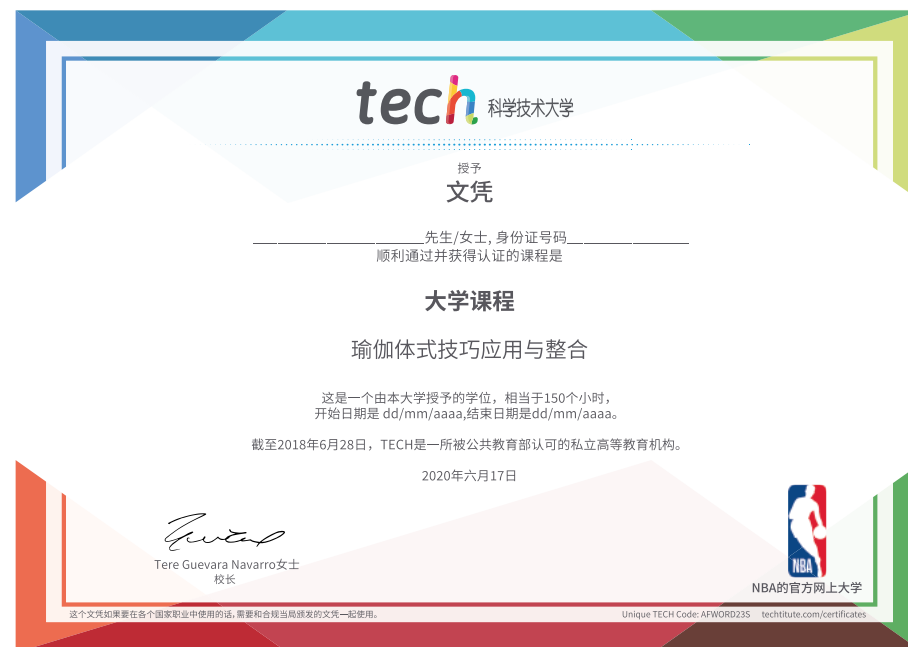 tech 科学技术大学
授予
文凭
______________________先生/女士, 身份证号码________________
顺利通过并获得认证的课程是
大学课程
瑜伽体式技巧应用与整合
这是一个由本大学授予的学位，相当于150个小时，
开始日期是 dd/mm/aaaa,结束日期是dd/mm/aaaa。
截至2018年6月28日，TECH是一所被公共教育部认可的私立高等教育机构。
2020年六月17日
Tere Guevara Navarro女士
校长
NBA
NBA的官方网上大学
这个文凭如果要在各个国家职业中使用的话,需要和合规当局颁发的文凭一起使用。
Unique TECH Code: AFWORD23S techtitute.com/certificates